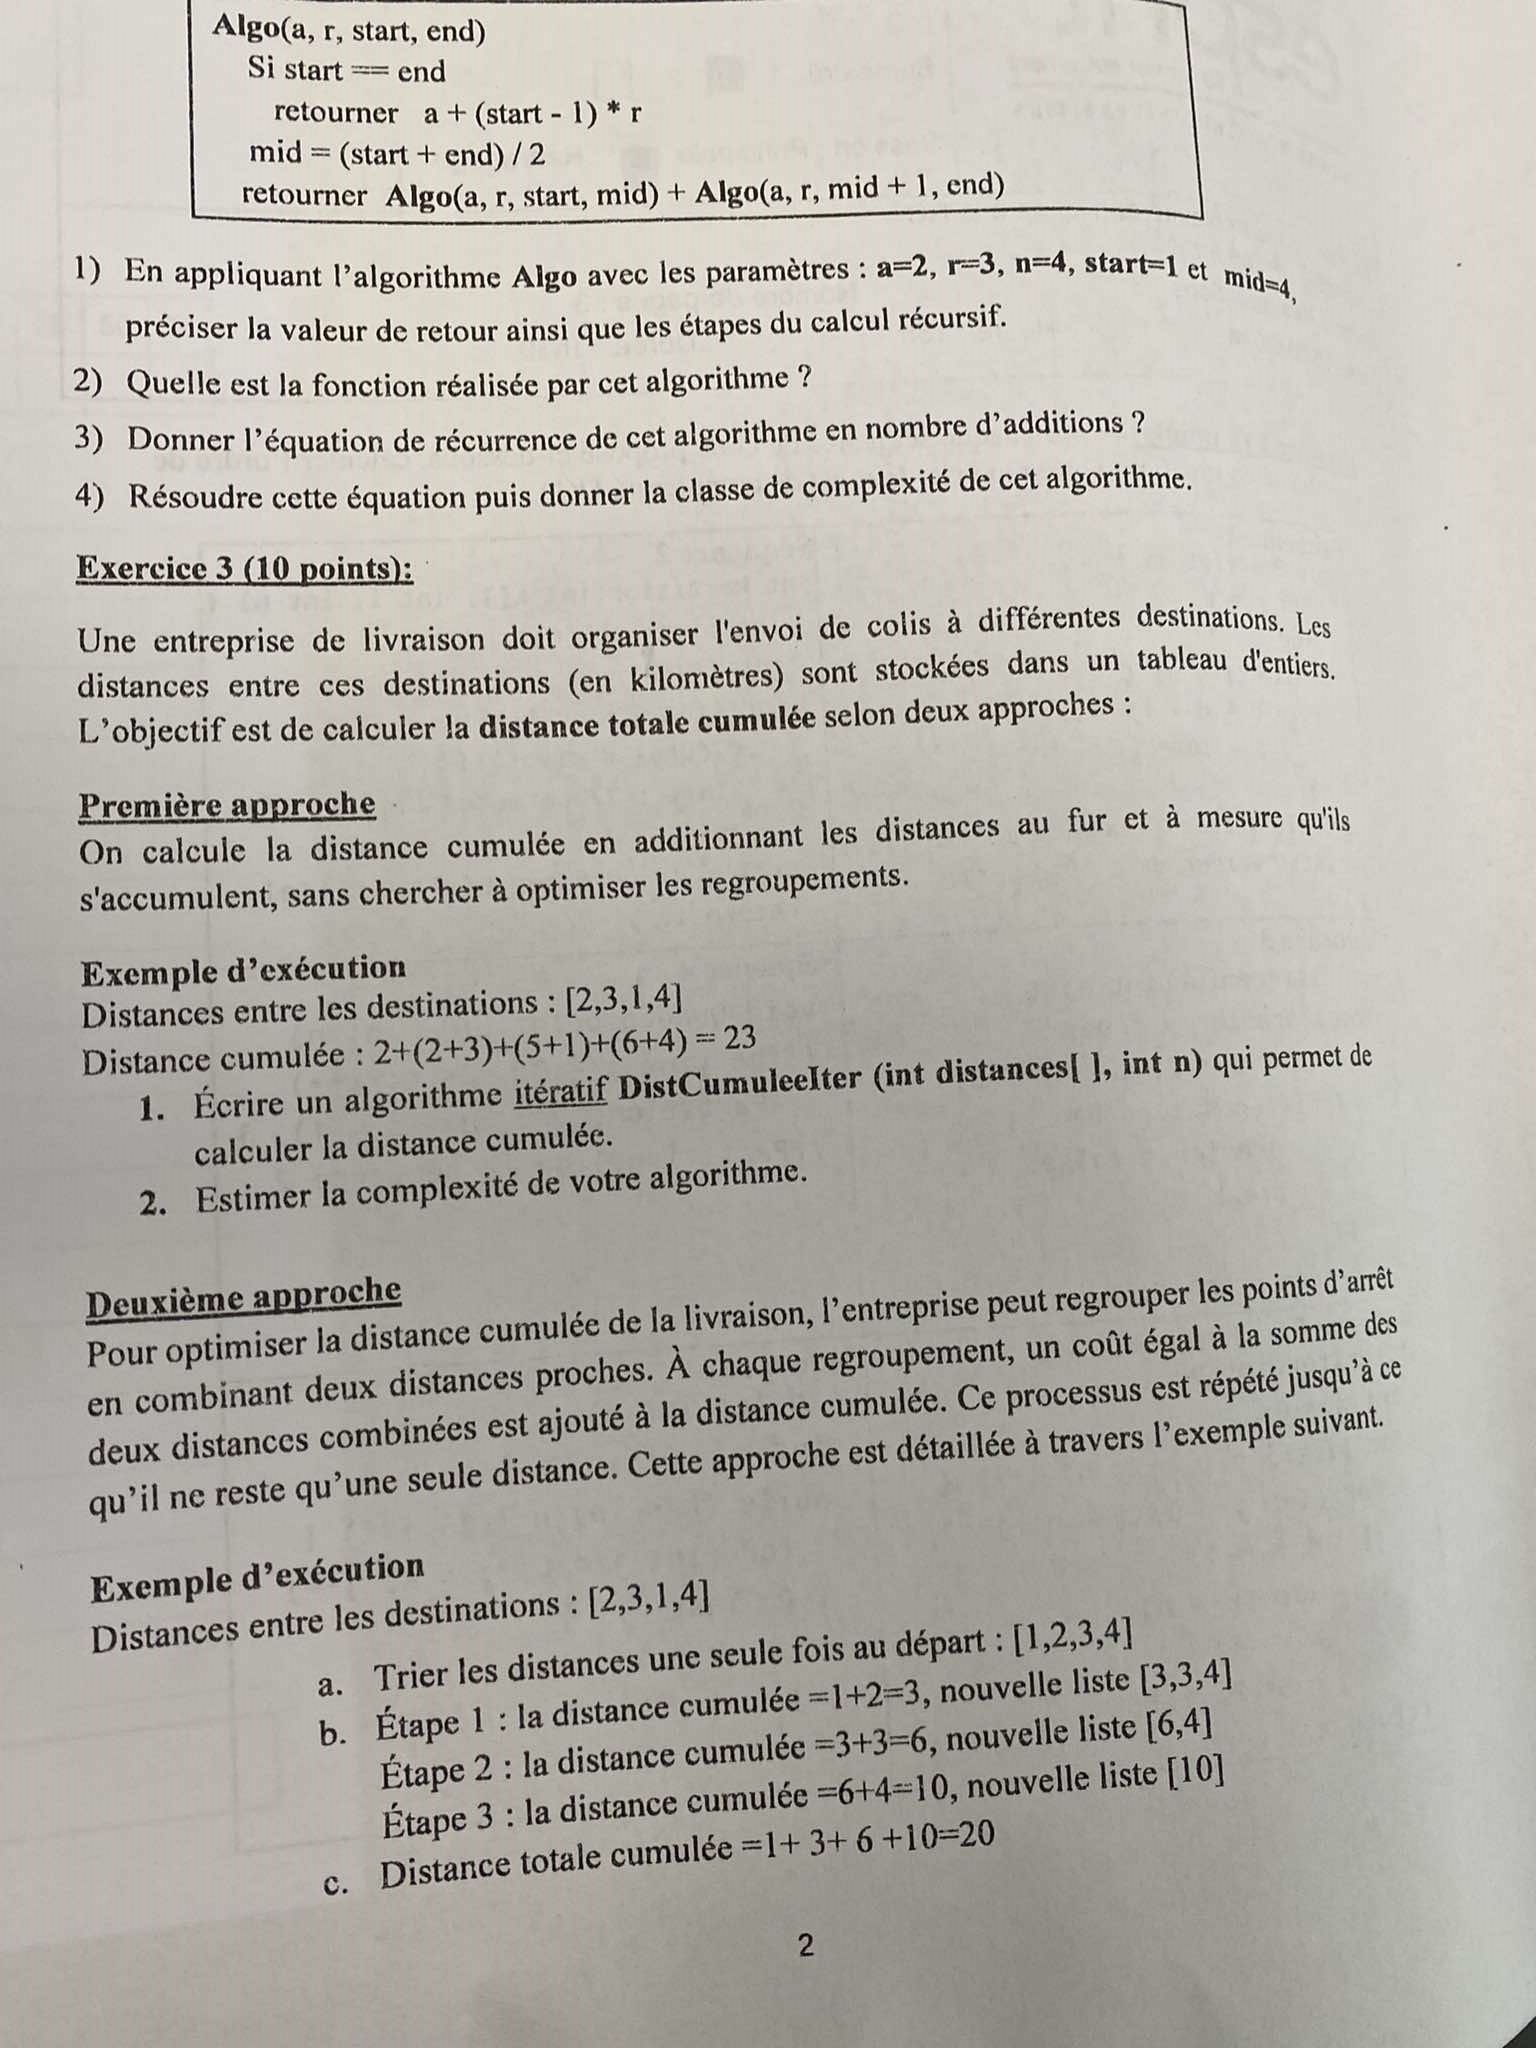 Algo(a, r, start, end)
Si start == end
retourner a + (start - 1) * r
mid = (start + end) / 2
retourner Algo(a, r, start, mid) + Algo(a, r, mid + 1, end)
1) En appliquant l'algorithme Algo avec les paramètres : a=2, r=3, n=4, start=1 et mid=4,
préciser la valeur de retour ainsi que les étapes du calcul récursif.
2) Quelle est la fonction réalisée par cet algorithme ?
3) Donner l'équation de récurrence de cet algorithme en nombre d'additions ?
4) Résoudre cette équation puis donner la classe de complexité de cet algorithme.
Exercice 3 (10 points):
Une entreprise de livraison doit organiser l'envoi de colis à différentes destinations. Les
distances entre ces destinations (en kilomètres) sont stockées dans un tableau d'entiers.
L'objectif est de calculer la distance totale cumulée selon deux approches :
Première approche
On calcule la distance cumulée en additionnant les distances au fur et à mesure qu'ils
s'accumulent, sans chercher à optimiser les regroupements.
Exemple d'exécution
Distances entre les destinations : [2,3,1,4]
Distance cumulée : 2+(2+3)+(5+1)+(6+4) = 23
1. Écrire un algorithme itératif DistCumuleeIter (int distances[ ], int n) qui permet de
calculer la distance cumulée.
2. Estimer la complexité de votre algorithme.
Deuxième approche
Pour optimiser la distance cumulée de la livraison, l'entreprise peut regrouper les points d'arrêt
en combinant deux distances proches. À chaque regroupement, un coût égal à la somme des
deux distances combinées est ajouté à la distance cumulée. Ce processus est répété jusqu'à ce
qu'il ne reste qu'une seule distance. Cette approche est détaillée à travers l'exemple suivant.
Exemple d'exécution
Distances entre les destinations : [2,3,1,4]
a. Trier les distances une seule fois au départ : [1,2,3,4]
b. Étape 1 : la distance cumulée =1+2=3, nouvelle liste [3,3,4]
Étape 2 : la distance cumulée =3+3=6, nouvelle liste [6,4]
Étape 3 : la distance cumulée =6+4=10, nouvelle liste [10]
c. Distance totale cumulée =1+ 3+ 6 +10=20
2